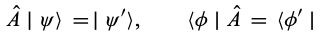 Â | ψ⟩ = | ψ′⟩, ⟨ϕ | Â = ⟨ϕ′ |